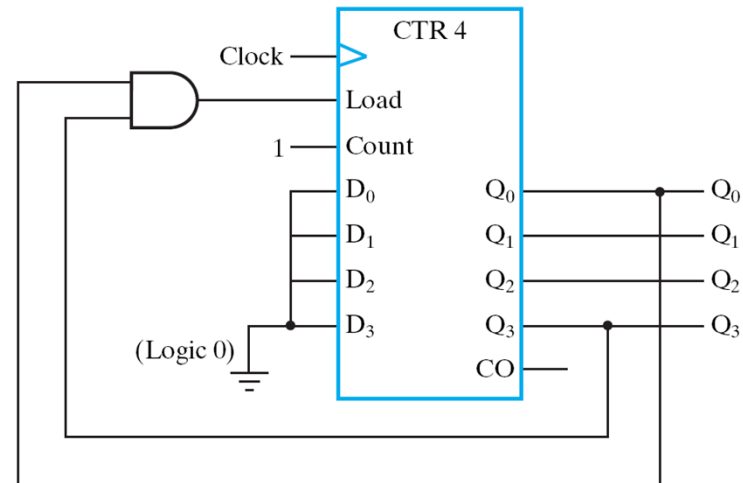 CTR 4
Clock
Load
1 Count
D₀ Q₀ Q₀
D₁ Q₁ Q₁
D₂ Q₂ Q₂
D₃ Q₃ Q₃
(Logic 0)
CO